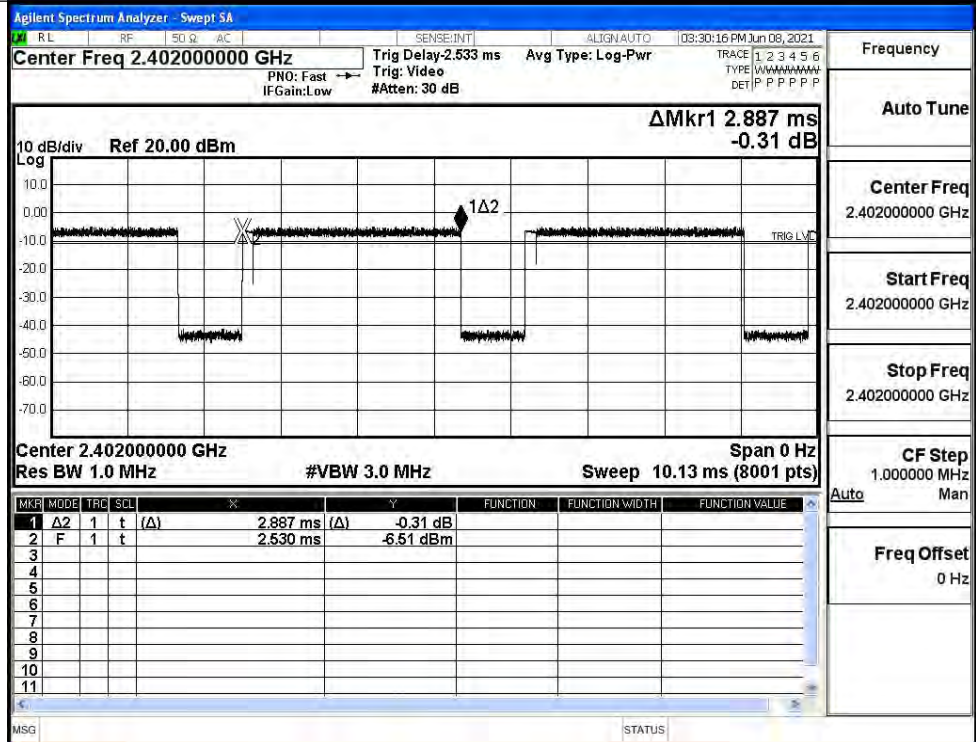 Agilent Spectrum Analyzer - Swept SA
LXI RL RF 50 Ω AC SENSE:INT ALIGN AUTO 03:30:16 PM Jun 08, 2021
Center Freq 2.402000000 GHz
PNO: Fast
IFGain:Low
Trig Delay-2.533 ms
Trig: Video
#Atten: 30 dB
Avg Type: Log-Pwr
TRACE 1 2 3 4 5 6
TYPE WWWWWW
DET P P P P P P
ΔMkr1 2.887 ms
-0.31 dB
10 dB/div Ref 20.00 dBm
Log
10.0
0.00
-10.0
-20.0
-30.0
-40.0
-50.0
-60.0
-70.0
1Δ2
2
TRIG LVL
Center 2.402000000 GHz Span 0 Hz
Res BW 1.0 MHz #VBW 3.0 MHz Sweep 10.13 ms (8001 pts)
MKR MODE TRC SCL X Y FUNCTION FUNCTION WIDTH FUNCTION VALUE
1 Δ2 1 t (Δ) 2.887 ms (Δ) -0.31 dB
2 F 1 t 2.530 ms -6.51 dBm
3
4
5
6
7
8
9
10
11
MSG STATUS
Frequency
Auto Tune
Center Freq
2.402000000 GHz
Start Freq
2.402000000 GHz
Stop Freq
2.402000000 GHz
CF Step
1.000000 MHz
Auto Man
Freq Offset
0 Hz